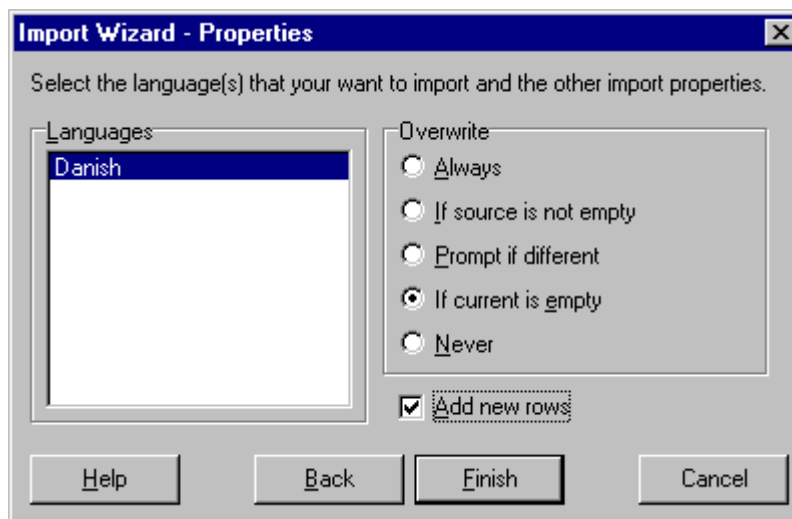 Import Wizard - Properties
Select the language(s) that your want to import and the other import properties.
Languages
Danish
Overwrite
Always
If source is not empty
Prompt if different
If current is empty
Never
Add new rows
Help
Back
Finish
Cancel